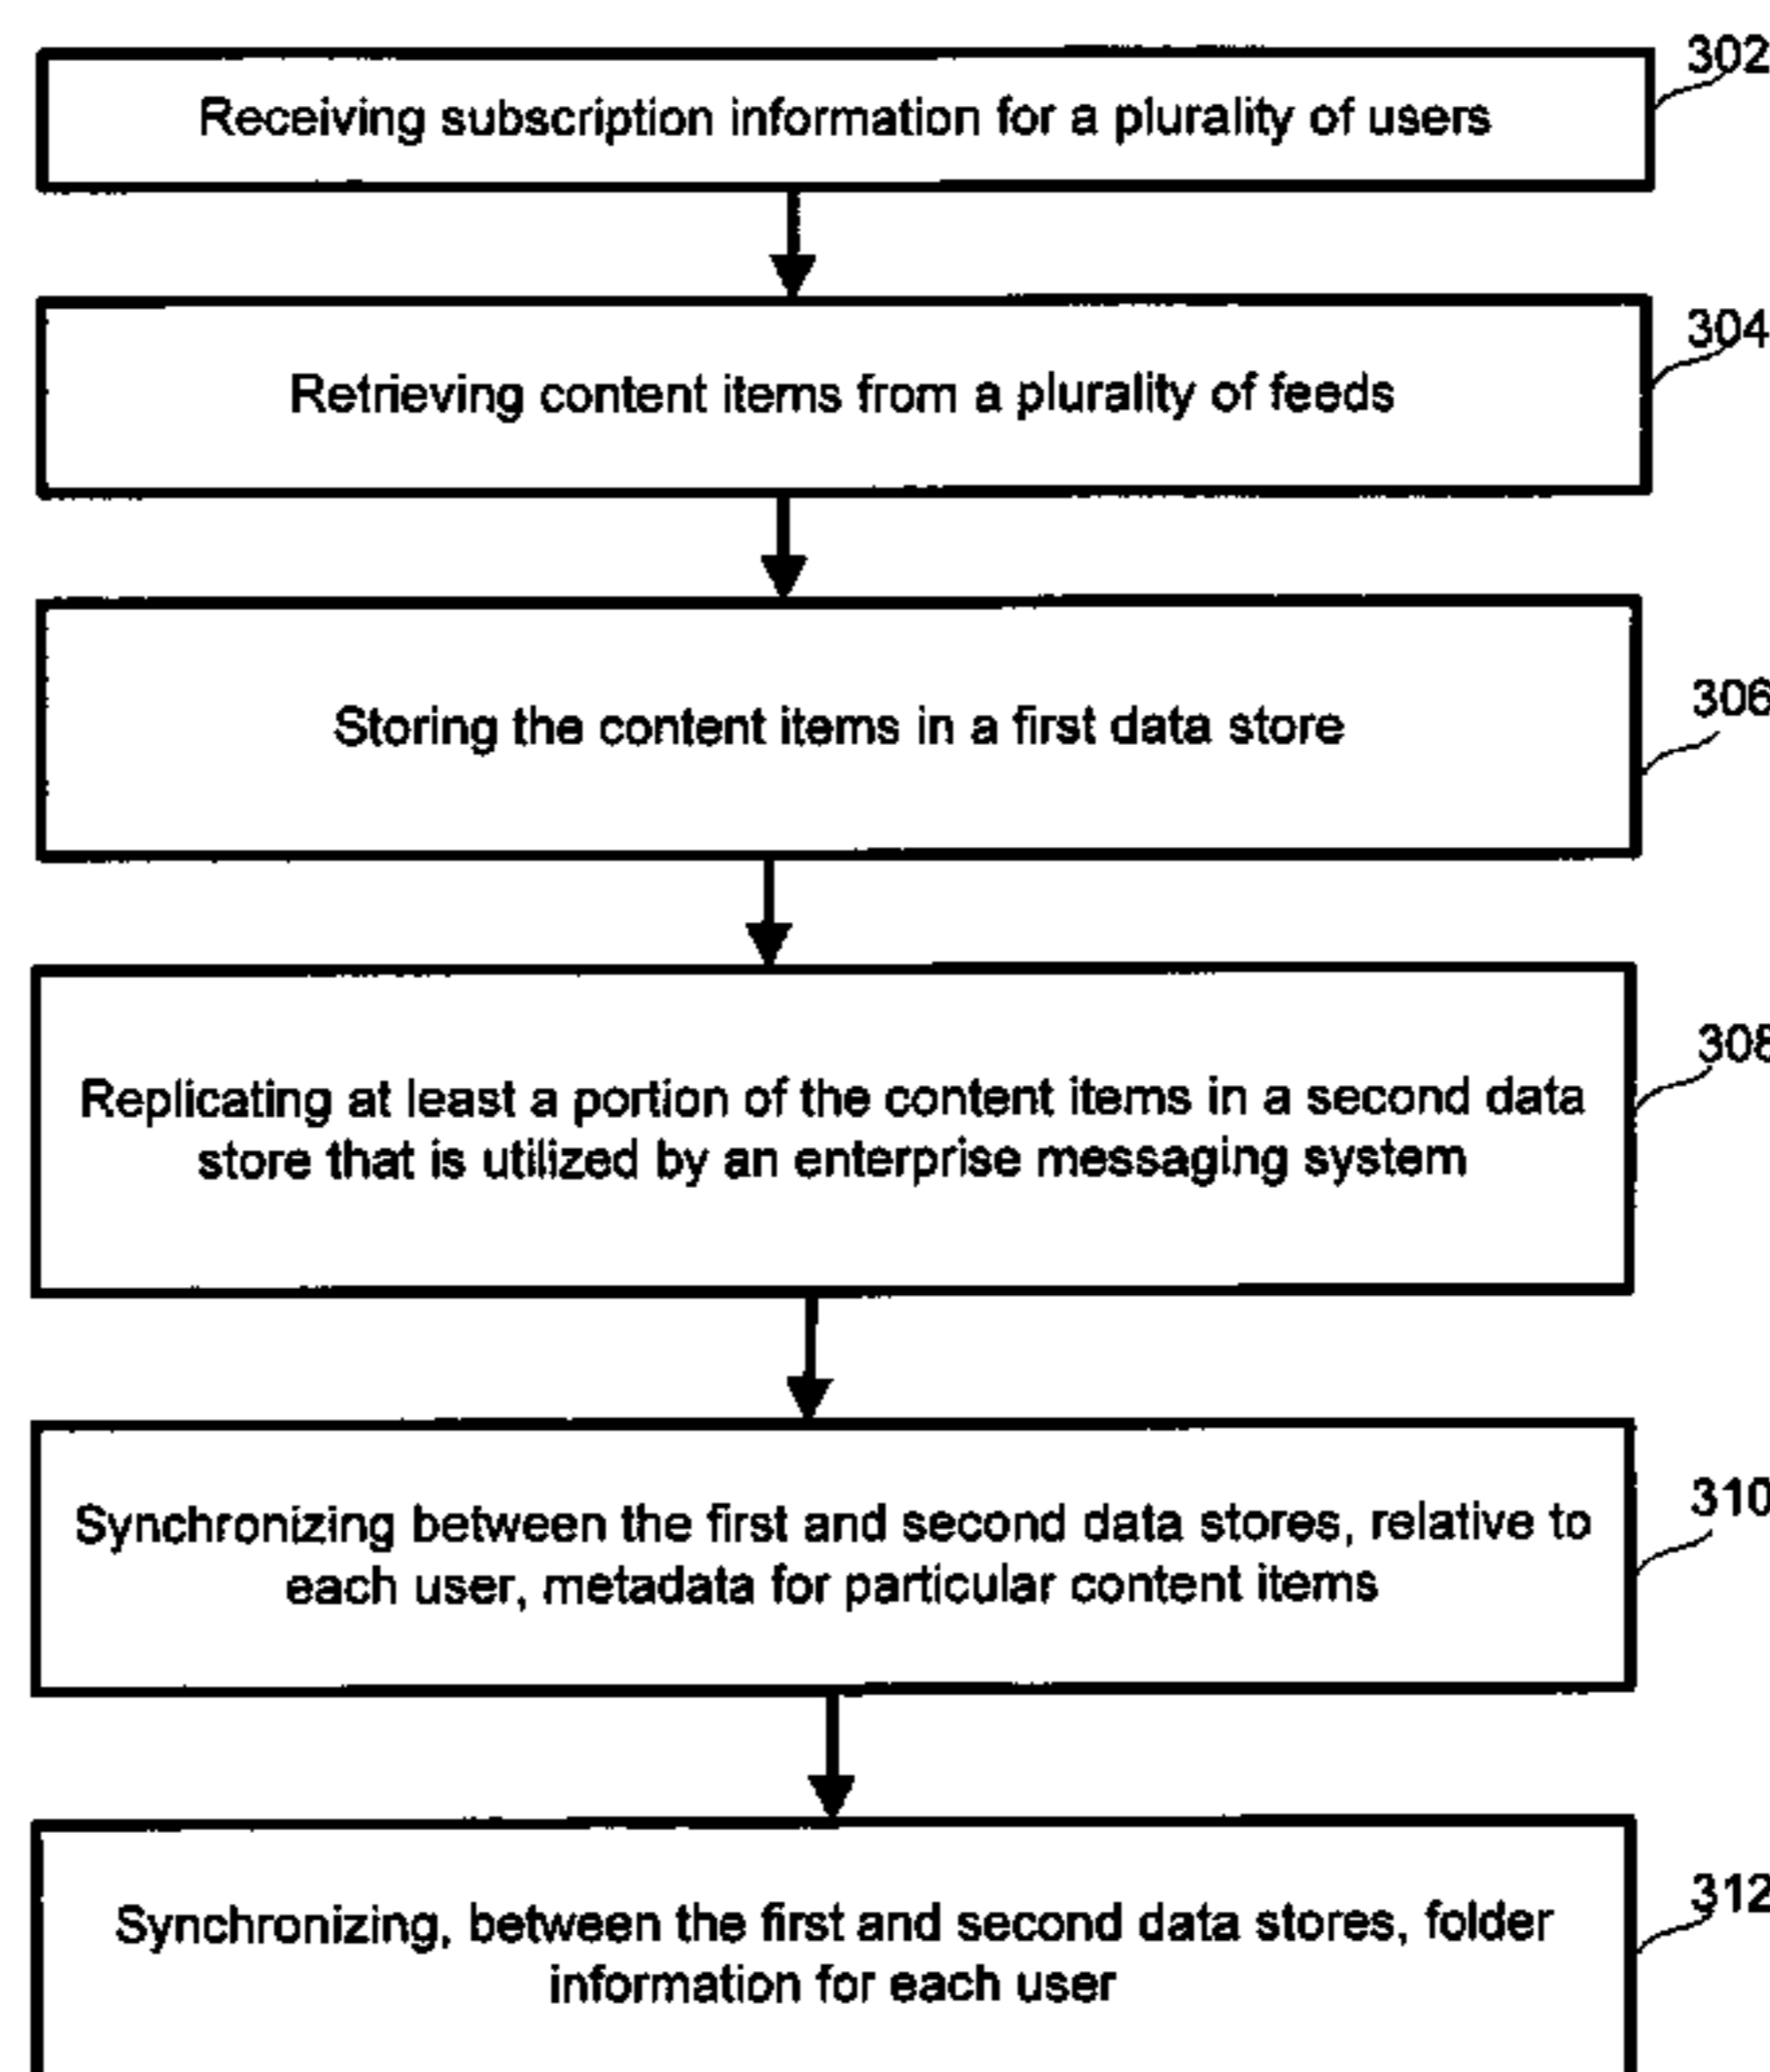 302
Receiving subscription information for a plurality of users
304
Retrieving content items from a plurality of feeds
306
Storing the content items in a first data store
308
Replicating at least a portion of the content items in a second data
store that is utilized by an enterprise messaging system
310
Synchronizing between the first and second data stores, relative to
each user, metadata for particular content items
312
Synchronizing, between the first and second data stores, folder
information for each user